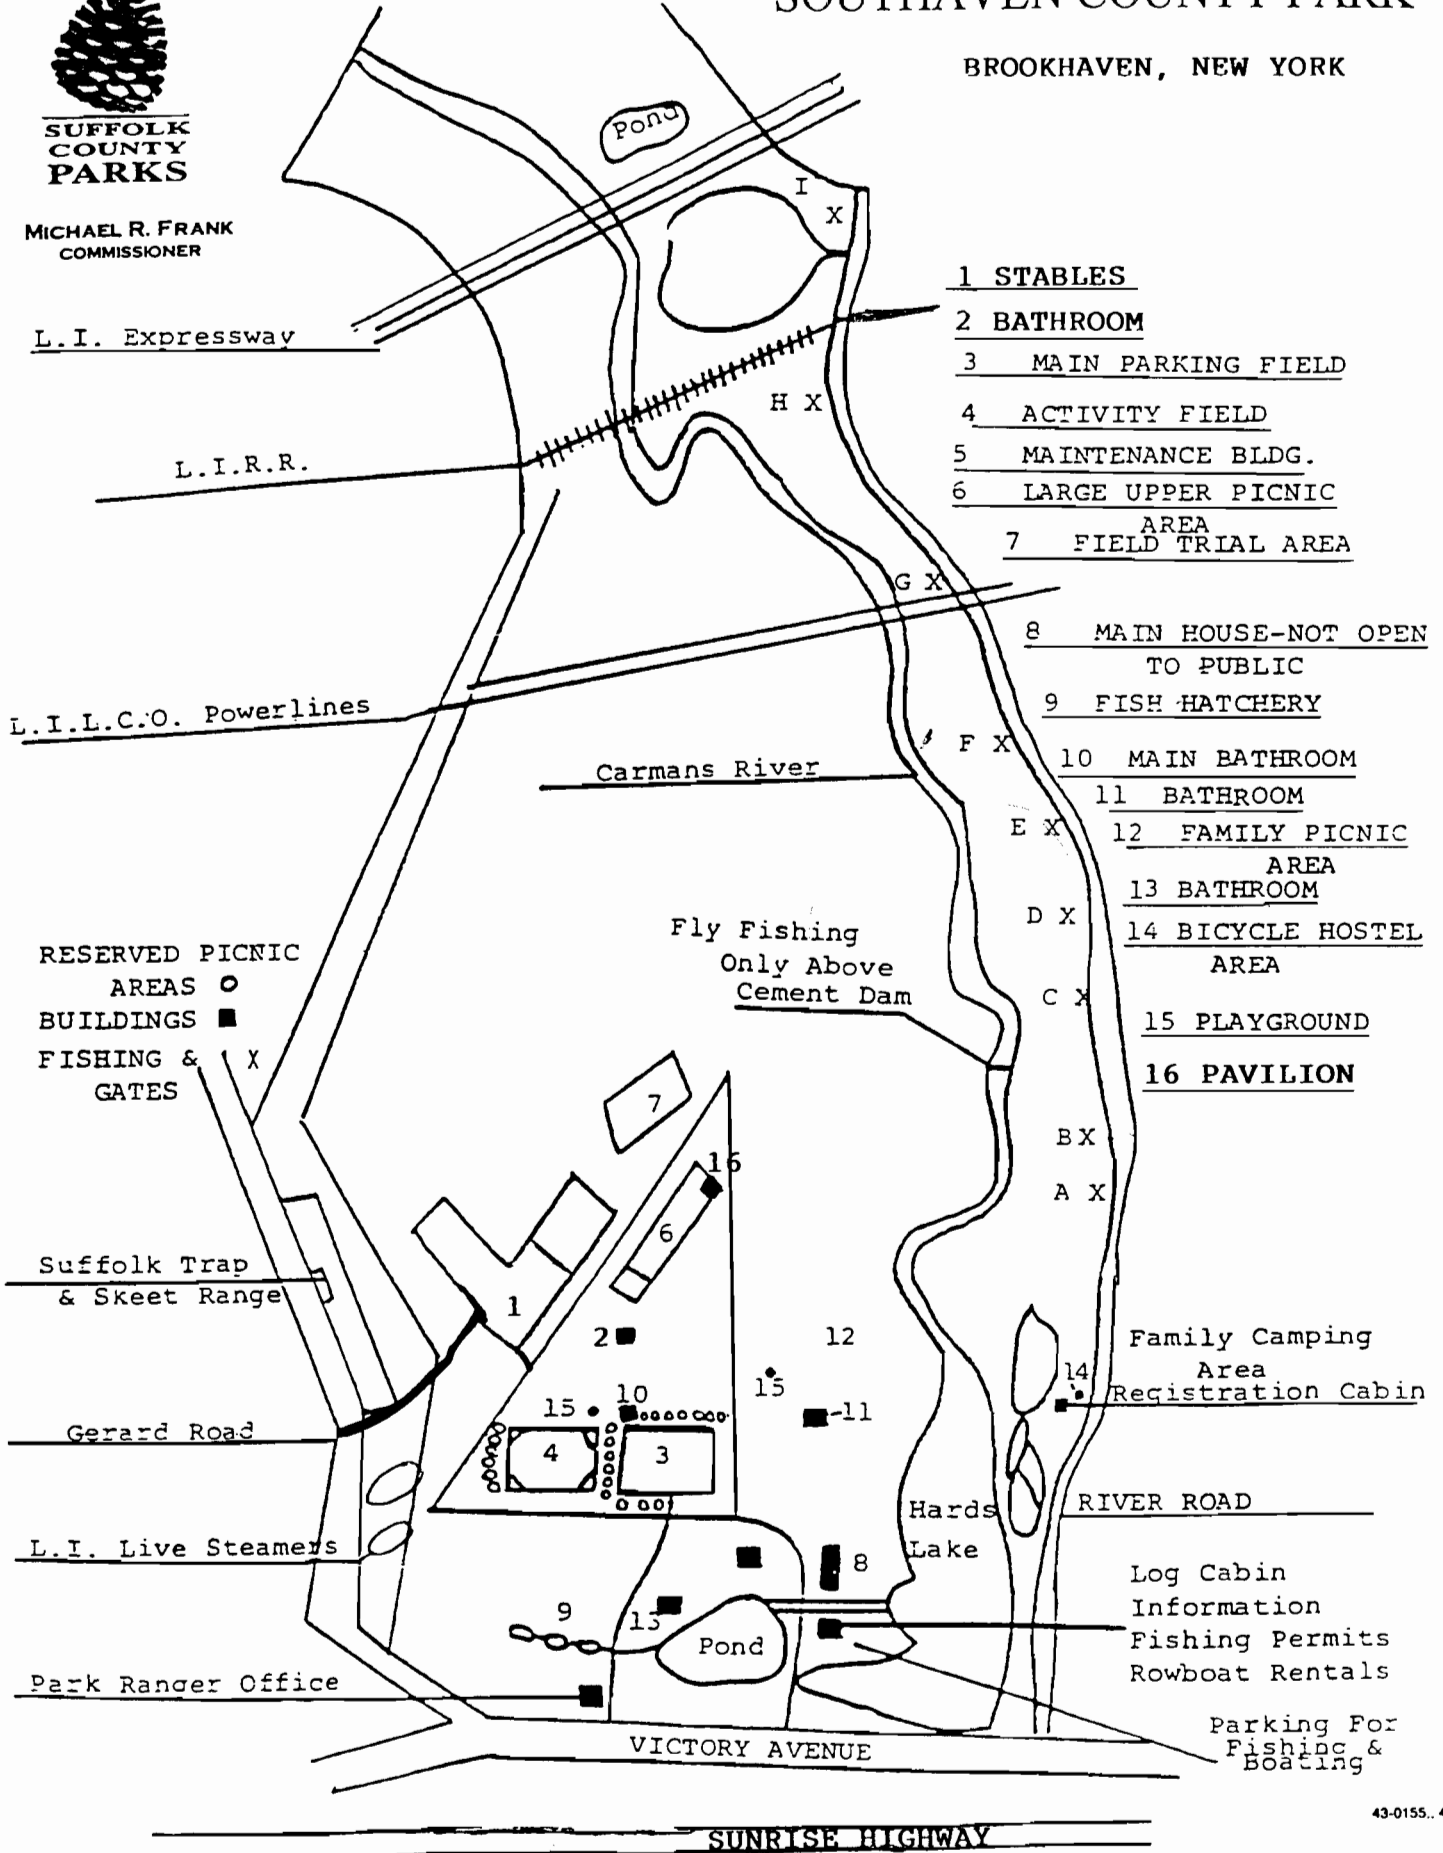 SOUTHAVEN COUNTY PARK
BROOKHAVEN, NEW YORK
SUFFOLK
COUNTY
PARKS
MICHAEL R. FRANK
COMMISSIONER
Pond
I
X
L.I. Expressway
1 STABLES
2 BATHROOM
3 MAIN PARKING FIELD
4 ACTIVITY FIELD
5 MAINTENANCE BLDG.
6 LARGE UPPER PICNIC
AREA
7 FIELD TRIAL AREA
8 MAIN HOUSE-NOT OPEN
TO PUBLIC
9 FISH HATCHERY
10 MAIN BATHROOM
11 BATHROOM
12 FAMILY PICNIC
AREA
13 BATHROOM
14 BICYCLE HOSTEL
AREA
15 PLAYGROUND
16 PAVILION
H X
L.I.R.R.
G X
L.I.L.C.O. Powerlines
F X
Carmans River
E X
D X
C X
Fly Fishing
Only Above
Cement Dam
RESERVED PICNIC
AREAS O
BUILDINGS ■
FISHING & X
GATES
7
B X
16
A X
6
Suffolk Trap
& Skeet Range
1
2
12
Family Camping
Area
14
Registration Cabin
15
15
10
-11
Gerard Road
4
3
Hards
Lake
RIVER ROAD
L.I. Live Steamers
8
Log Cabin
Information
Fishing Permits
Rowboat Rentals
9
13
Pond
Park Ranger Office
Parking For
Fishing &
Boating
VICTORY AVENUE
43-0155..
SUNRISE HIGHWAY